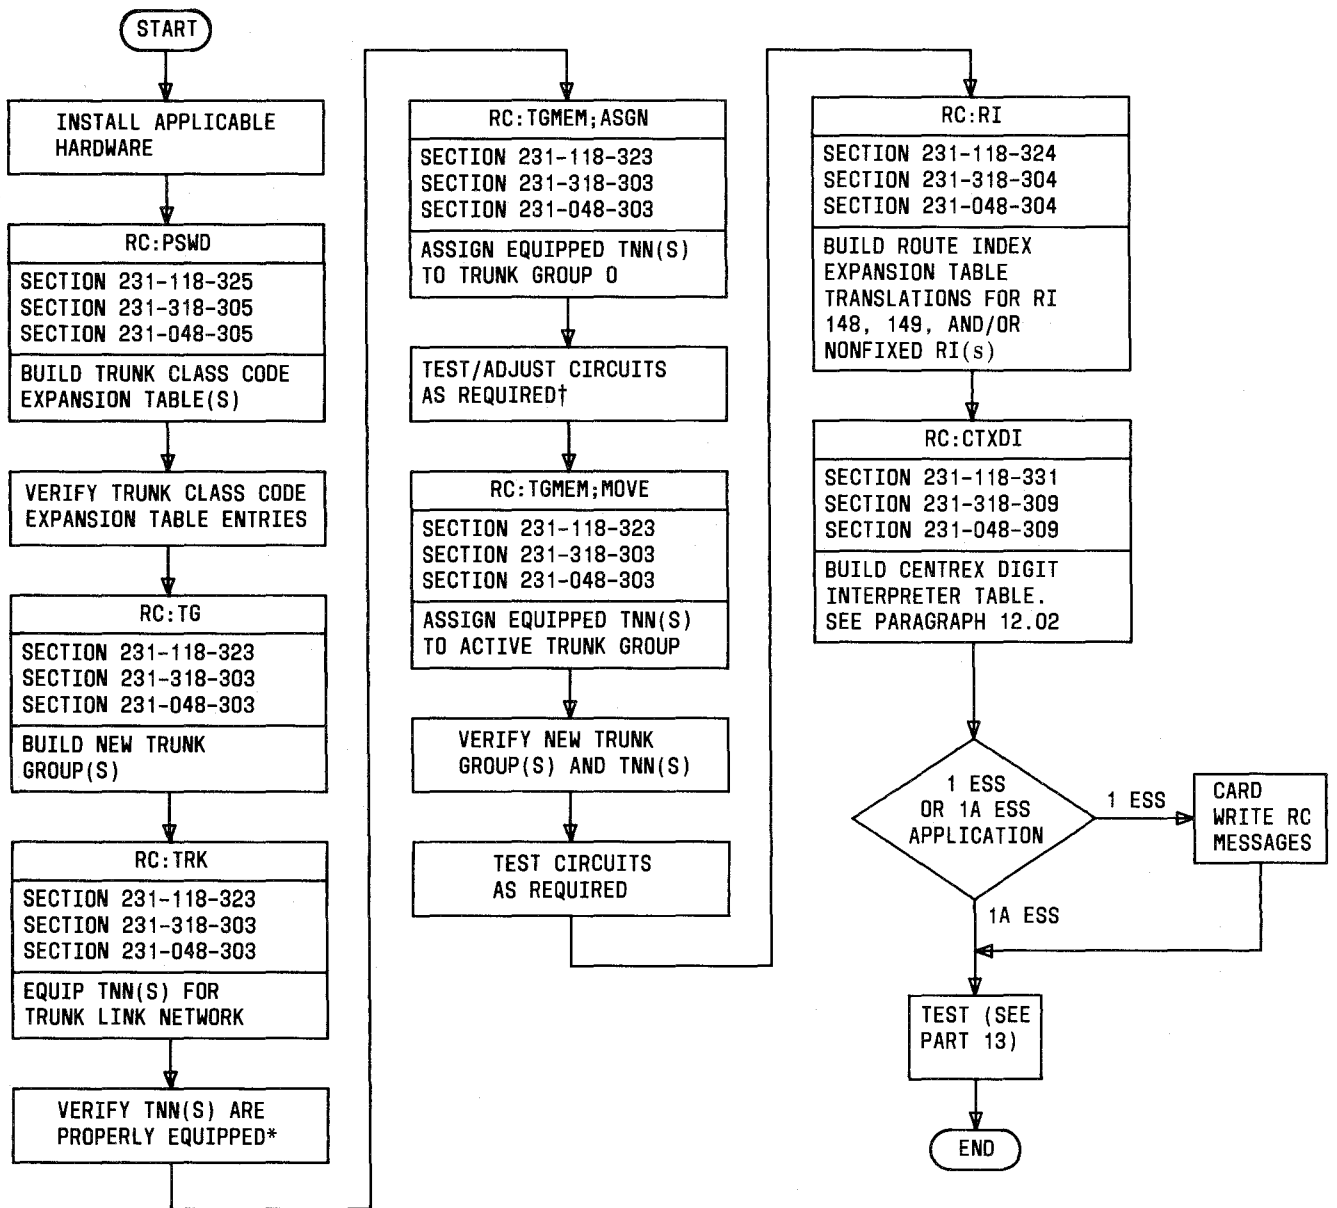 START
INSTALL APPLICABLE
HARDWARE
RC:PSWD
SECTION 231-118-325
SECTION 231-318-305
SECTION 231-048-305
BUILD TRUNK CLASS CODE
EXPANSION TABLE(S)
VERIFY TRUNK CLASS CODE
EXPANSION TABLE ENTRIES
RC:TG
SECTION 231-118-323
SECTION 231-318-303
SECTION 231-048-303
BUILD NEW TRUNK
GROUP(S)
RC:TRK
SECTION 231-118-323
SECTION 231-318-303
SECTION 231-048-303
EQUIP TNN(S) FOR
TRUNK LINK NETWORK
VERIFY TNN(S) ARE
PROPERLY EQUIPPED*
RC:TGMEM;ASGN
SECTION 231-118-323
SECTION 231-318-303
SECTION 231-048-303
ASSIGN EQUIPPED TNN(S)
TO TRUNK GROUP 0
TEST/ADJUST CIRCUITS
AS REQUIRED†
RC:TGMEM;MOVE
SECTION 231-118-323
SECTION 231-318-303
SECTION 231-048-303
ASSIGN EQUIPPED TNN(S)
TO ACTIVE TRUNK GROUP
VERIFY NEW TRUNK
GROUP(S) AND TNN(S)
TEST CIRCUITS
AS REQUIRED
RC:RI
SECTION 231-118-324
SECTION 231-318-304
SECTION 231-048-304
BUILD ROUTE INDEX
EXPANSION TABLE
TRANSLATIONS FOR RI
148, 149, AND/OR
NONFIXED RI(s)
RC:CTXDI
SECTION 231-118-331
SECTION 231-318-309
SECTION 231-048-309
BUILD CENTREX DIGIT
INTERPRETER TABLE.
SEE PARAGRAPH 12.02
1 ESS
OR 1A ESS
APPLICATION
1 ESS
CARD
WRITE RC
MESSAGES
1A ESS
TEST (SEE
PART 13)
END